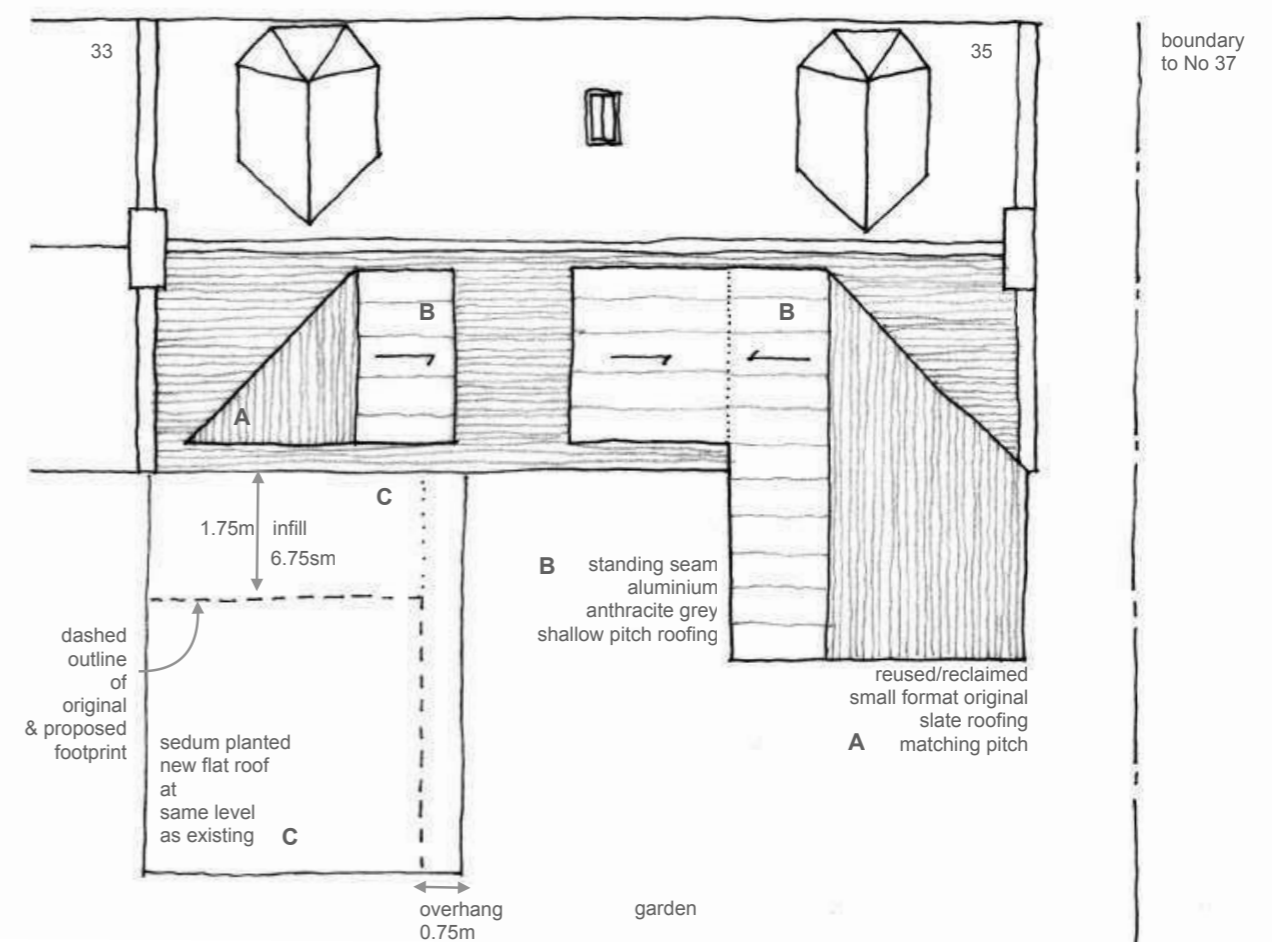 33
35
boundary
to No 37
B
B
A
C
1.75m infill
6.75sm
B standing seam
aluminium
anthracite grey
shallow pitch roofing
dashed
outline
of
original
& proposed
footprint
reused/reclaimed
small format original
slate roofing
A matching pitch
sedum planted
new flat roof
at
same level
as existing C
overhang
0.75m
garden